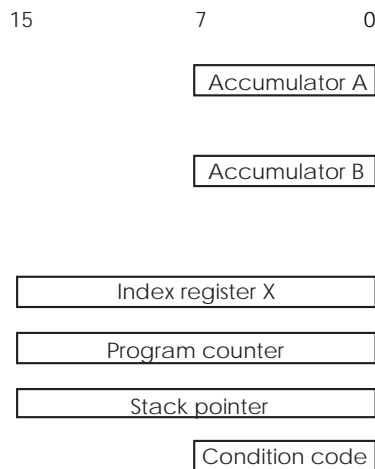 15 7 0
Accumulator A
Accumulator B
Index register X
Program counter
Stack pointer
Condition code